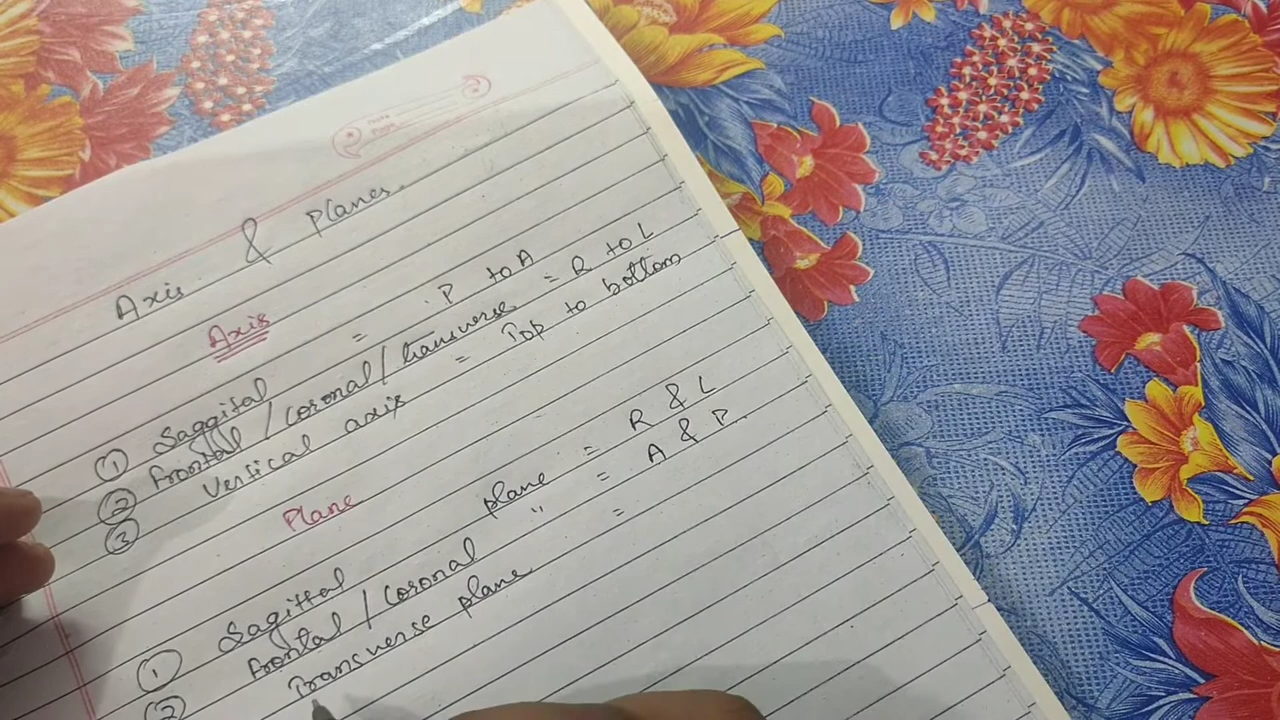 Axis & Planes.
Axis
① Saggital = P to A
② Frontal / Coronal / transverse = R to L
③ Vertical axis = Top to bottom
Plane
① Sagittal plane = R & L
② Frontal / Coronal " = A & P.
Transverse plane =